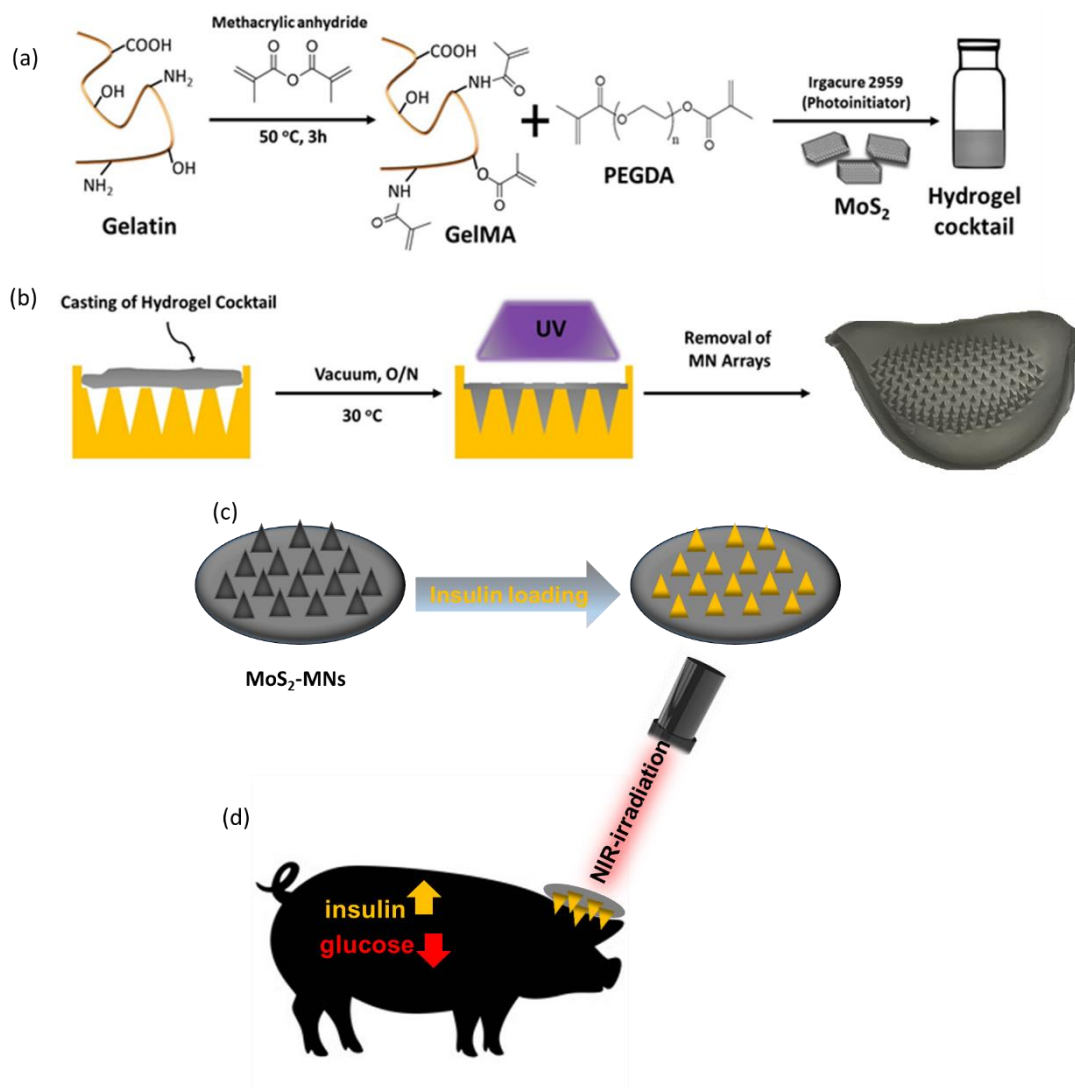 (a)
Methacrylic anhydride
O
O
O
50 °C, 3h
COOH
NH₂
OH
OH
NH₂
Gelatin
COOH
NH
O
OH
O
O
NH
O
GelMA
+
O
O
O
O
n
PEGDA
Irgacure 2959
(Photoinitiator)
MoS₂
Hydrogel
cocktail
(b)
Casting of Hydrogel Cocktail
Vacuum, O/N
30 °C
UV
Removal of
MN Arrays
(c)
Insulin loading
MoS₂-MNs
(d)
NIR-irradiation
insulin
glucose